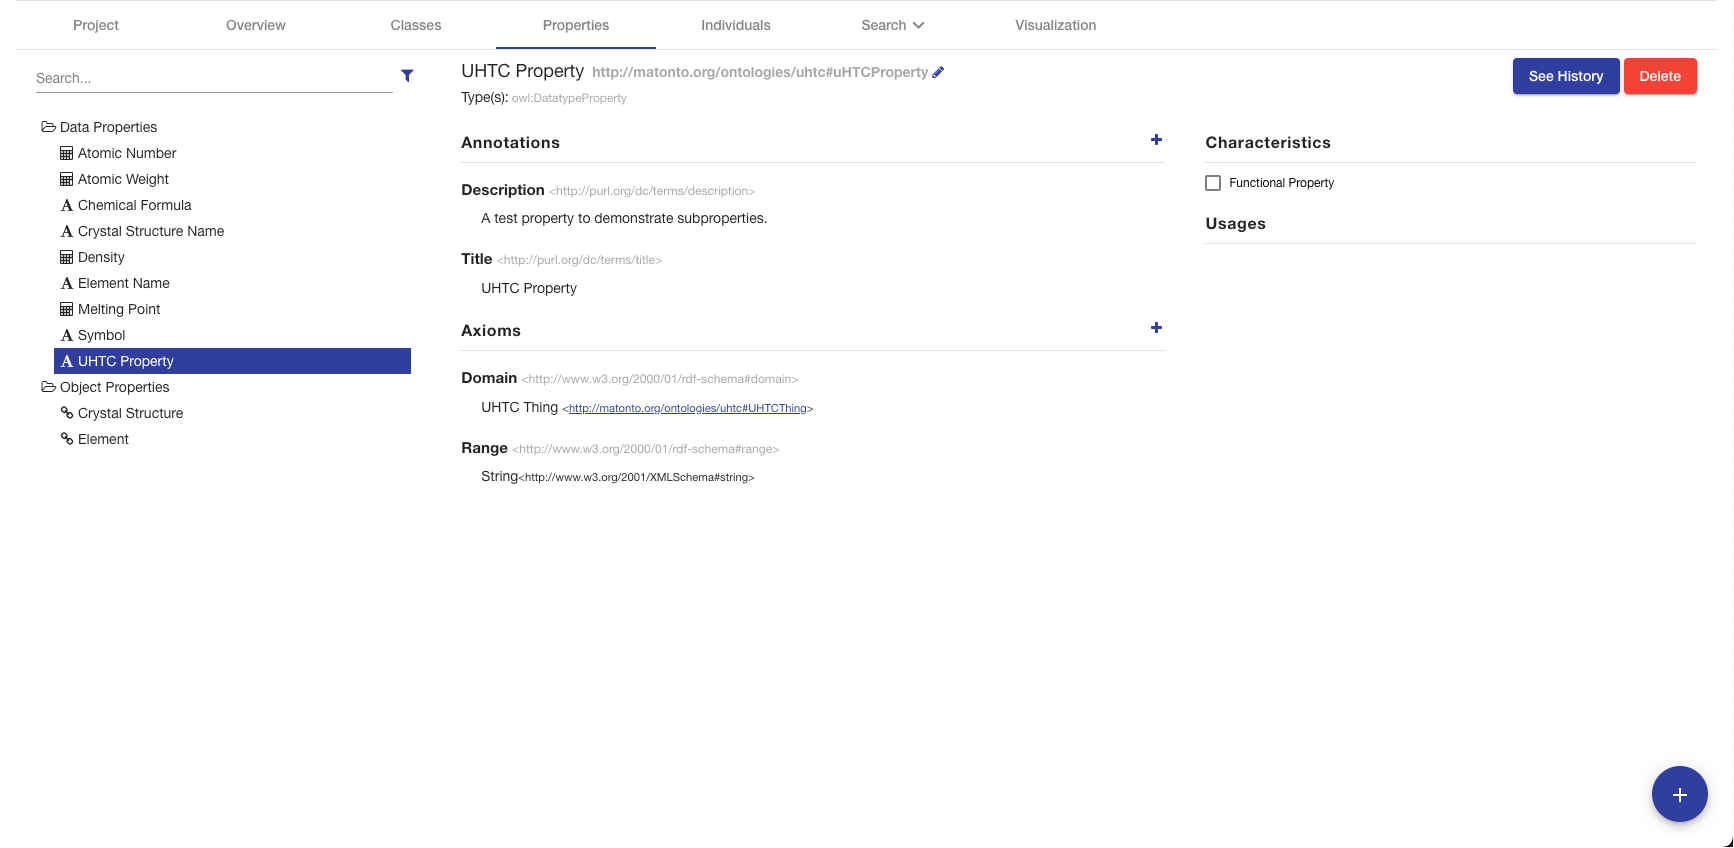 Project Overview Classes Properties Individuals Search Visualization
Search...
Data Properties
Atomic Number
Atomic Weight
Chemical Formula
Crystal Structure Name
Density
Element Name
Melting Point
Symbol
UHTC Property
Object Properties
Crystal Structure
Element
UHTC Property http://matonto.org/ontologies/uhtc#uHTCProperty
Type(s): owl:DatatypeProperty
See History Delete
Annotations
Description <http://purl.org/dc/terms/description>
A test property to demonstrate subproperties.
Title <http://purl.org/dc/terms/title>
UHTC Property
Axioms
Domain <http://www.w3.org/2000/01/rdf-schema#domain>
UHTC Thing <http://matonto.org/ontologies/uhtc#UHTCThing>
Range <http://www.w3.org/2000/01/rdf-schema#range>
String<http://www.w3.org/2001/XMLSchema#string>
Characteristics
Functional Property
Usages